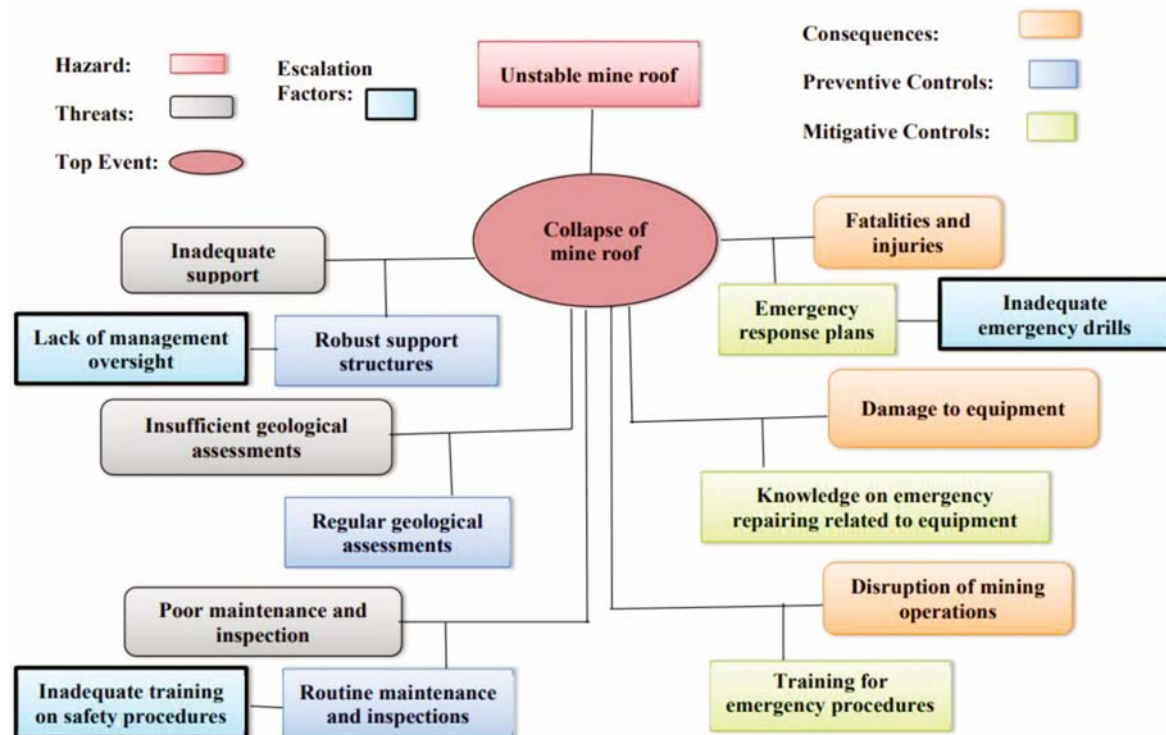 Hazard:
Threats:
Top Event:
Escalation
Factors:
Unstable mine roof
Consequences:
Preventive Controls:
Mitigative Controls:
Collapse of
mine roof
Inadequate
support
Lack of management
oversight
Robust support
structures
Insufficient geological
assessments
Regular geological
assessments
Poor maintenance and
inspection
Inadequate training
on safety procedures
Routine maintenance
and inspections
Fatalities and
injuries
Emergency
response plans
Inadequate
emergency drills
Damage to equipment
Knowledge on emergency
repairing related to equipment
Disruption of mining
operations
Training for
emergency procedures